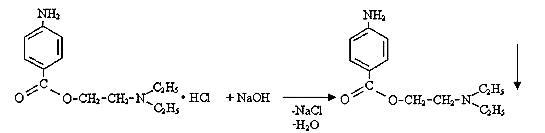 NH₂ NH₂
C₂H₅ C₂H₅
O C O–CH₂–CH₂–N · HCl + NaOH O C O–CH₂–CH₂–N
C₂H₅ C₂H₅
-NaCl
-H₂O